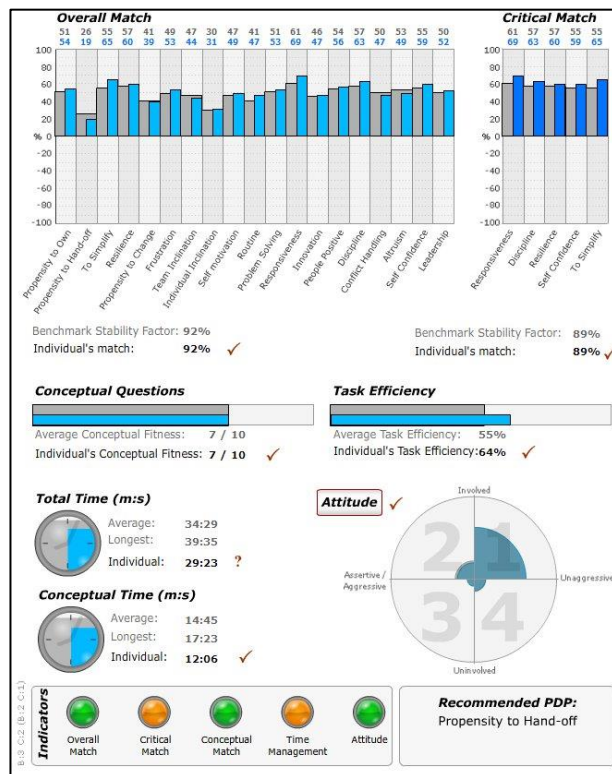 Overall Match
51 26 55 57 41 49 47 30 47 41 51 61 46 54 57 50 53 55 50
54 19 65 60 39 53 44 31 49 47 53 69 47 56 63 47 49 59 52
100
80
60
40
20
% 0
-20
-40
-60
-80
-100
Propensity to Own
Propensity to Hand-off
To Simplify
Resilience
Propensity to Change
Frustration
Team Inclination
Individual Inclination
Self motivation
Routine
Problem Solving
Responsiveness
Innovation
People Positive
Discipline
Conflict Handling
Altruism
Self Confidence
Leadership
Benchmark Stability Factor: 92%
Individual's match: 92%
Critical Match
61 57 57 55 55
69 63 60 59 65
100
80
60
40
20
% 0
-20
-40
-60
-80
-100
Responsiveness
Discipline
Resilience
Self Confidence
To Simplify
Benchmark Stability Factor: 89%
Individual's match: 89%
Conceptual Questions
Average Conceptual Fitness: 7 / 10
Individual's Conceptual Fitness: 7 / 10
Task Efficiency
Average Task Efficiency: 55%
Individual's Task Efficiency: 64%
Total Time (m:s)
Average: 34:29
Longest: 39:35
Individual: 29:23 ?
Conceptual Time (m:s)
Average: 14:45
Longest: 17:23
Individual: 12:06
Attitude
Involved
2 1
Assertive / Aggressive
Unaggressive
3 4
Uninvolved
B:3 C:2 (B:2 C:1)
Indicators
Overall Match
Critical Match
Conceptual Match
Time Management
Attitude
Recommended PDP:
Propensity to Hand-off